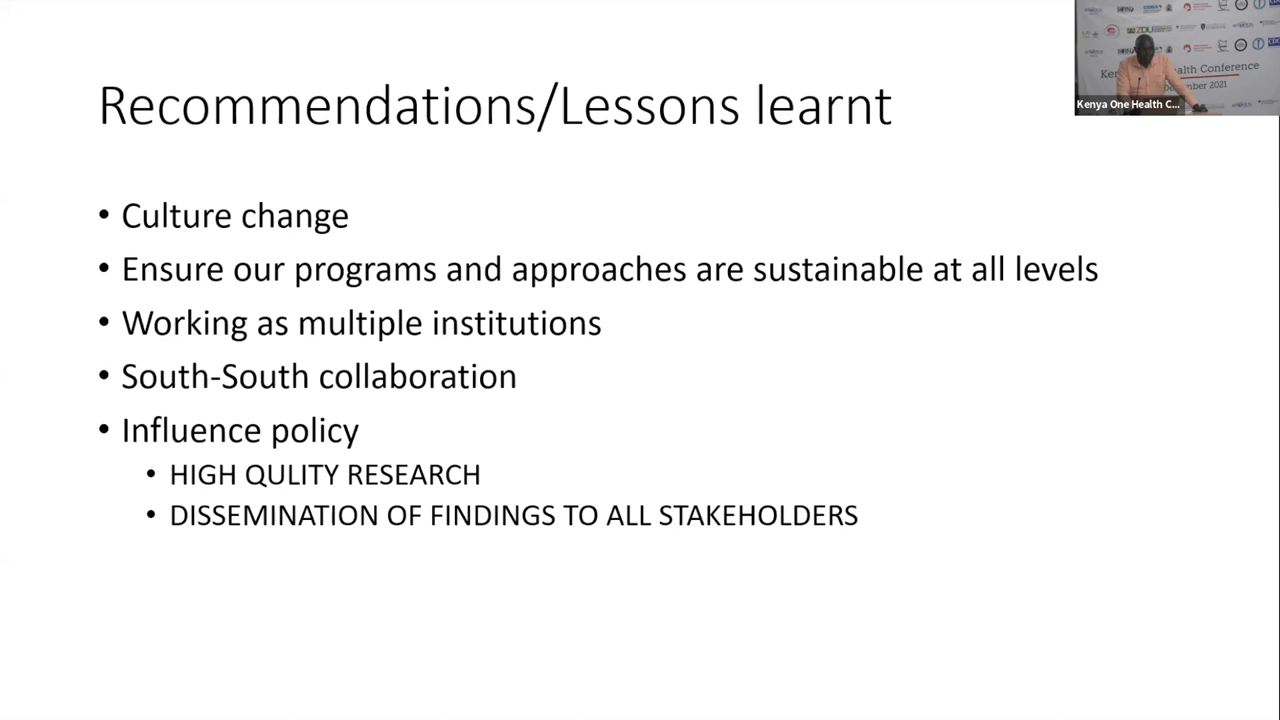 Recommendations/Lessons learnt
• Culture change
• Ensure our programs and approaches are sustainable at all levels
• Working as multiple institutions
• South-South collaboration
• Influence policy
• HIGH QULITY RESEARCH
• DISSEMINATION OF FINDINGS TO ALL STAKEHOLDERS
Health Conference
2021
Kenya One Health C...